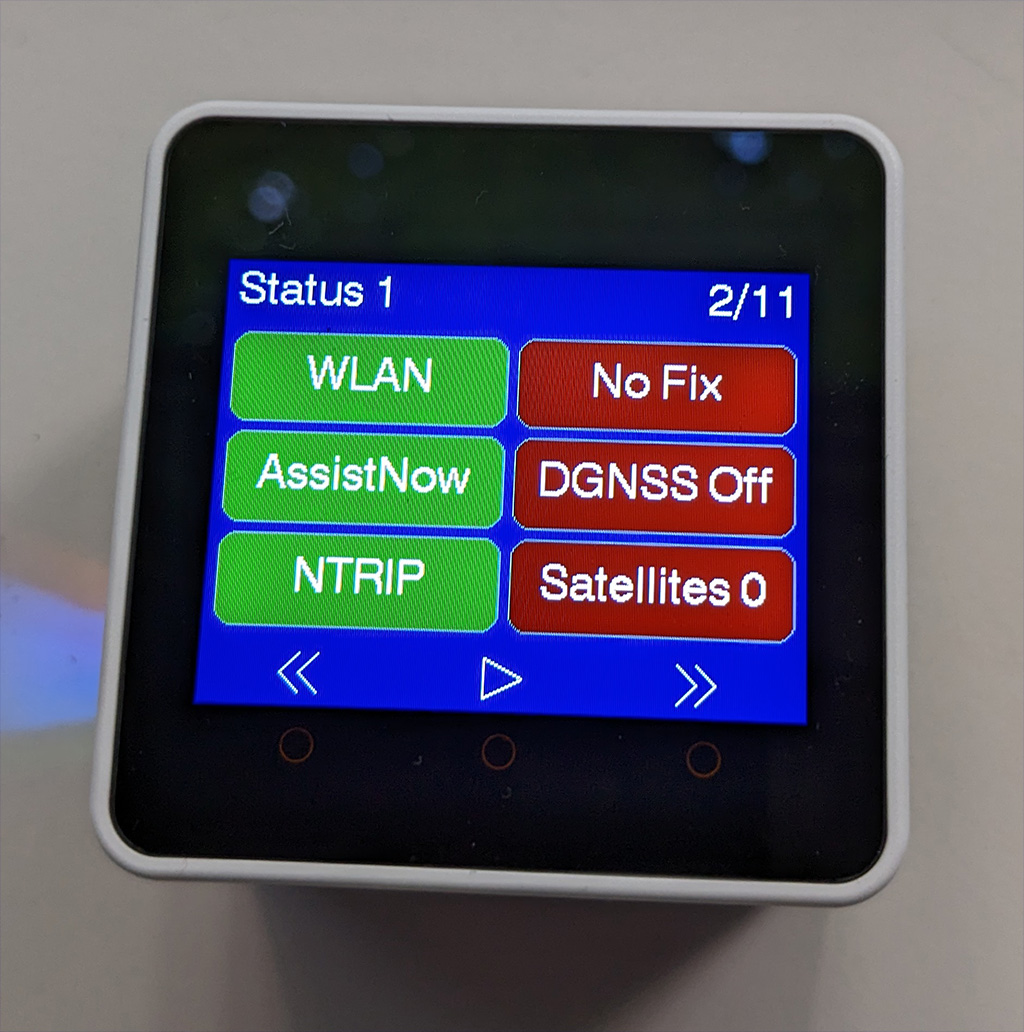 Status 1 2/11
WLAN No Fix
AssistNow DGNSS Off
NTRIP Satellites 0